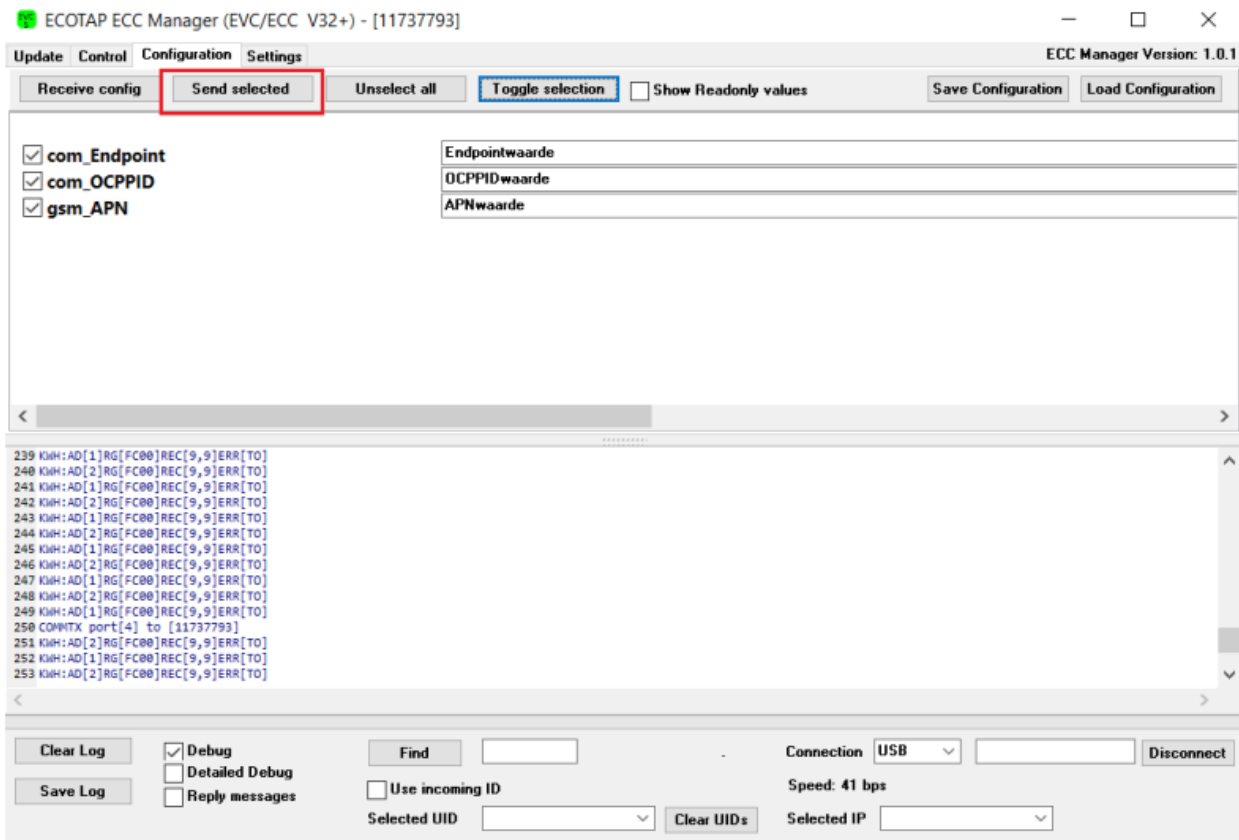 ECOTAP ECC Manager (EVC/ECC V32+) - [11737793]
Update Control Configuration Settings ECC Manager Version: 1.0.1
Receive config Send selected Unselect all Toggle selection Show Readonly values Save Configuration Load Configuration
com_Endpoint Endpointwaarde
com_OCPPID OCPPIDwaarde
gsm_APN APNwaarde
239 KWH:AD[1]RG[FC00]REC[9,9]ERR[TO]
240 KWH:AD[2]RG[FC00]REC[9,9]ERR[TO]
241 KWH:AD[1]RG[FC00]REC[9,9]ERR[TO]
242 KWH:AD[2]RG[FC00]REC[9,9]ERR[TO]
243 KWH:AD[1]RG[FC00]REC[9,9]ERR[TO]
244 KWH:AD[2]RG[FC00]REC[9,9]ERR[TO]
245 KWH:AD[1]RG[FC00]REC[9,9]ERR[TO]
246 KWH:AD[2]RG[FC00]REC[9,9]ERR[TO]
247 KWH:AD[1]RG[FC00]REC[9,9]ERR[TO]
248 KWH:AD[2]RG[FC00]REC[9,9]ERR[TO]
249 KWH:AD[1]RG[FC00]REC[9,9]ERR[TO]
250 COMMTX port[4] to [11737793]
251 KWH:AD[2]RG[FC00]REC[9,9]ERR[TO]
252 KWH:AD[1]RG[FC00]REC[9,9]ERR[TO]
253 KWH:AD[2]RG[FC00]REC[9,9]ERR[TO]
Clear Log Debug Find - Connection USB Disconnect
Detailed Debug
Save Log Reply messages Use incoming ID Speed: 41 bps
Selected UID Clear UIDs Selected IP